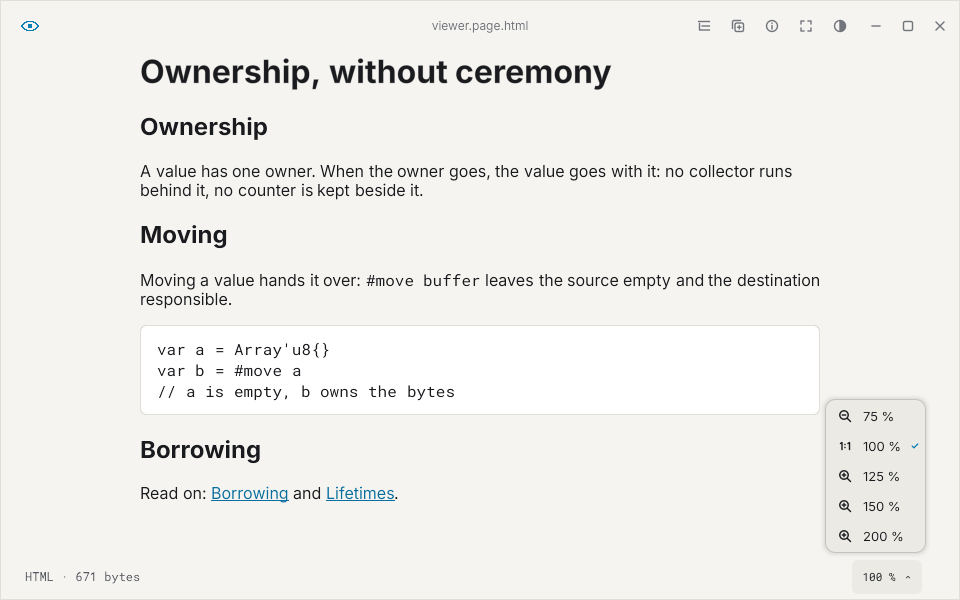 viewer.page.html
Ownership, without ceremony
Ownership
A value has one owner. When the owner goes, the value goes with it: no collector runs
behind it, no counter is kept beside it.
Moving
Moving a value hands it over: #move buffer leaves the source empty and the destination
responsible.
var a = Array'u8{}
var b = #move a
// a is empty, b owns the bytes
Borrowing
Read on: Borrowing and Lifetimes.
75 %
1:1 100 %
125 %
150 %
200 %
HTML · 671 bytes
100 %